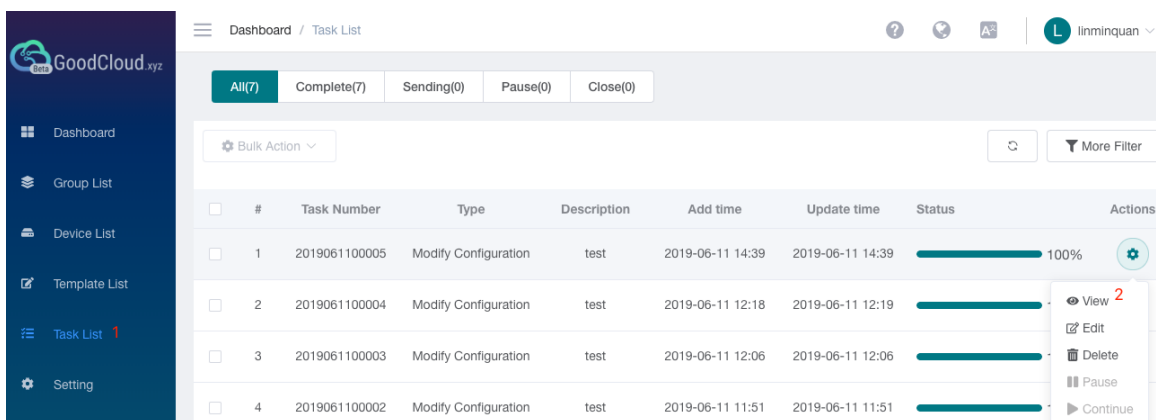 Dashboard / Task List
A
L linminquan
Beta GoodCloud.xyz
All(7) Complete(7) Sending(0) Pause(0) Close(0)
Dashboard
Bulk Action
More Filter
Group List
# Task Number Type Description Add time Update time Status Actions
Device List
1 2019061100005 Modify Configuration test 2019-06-11 14:39 2019-06-11 14:39 100%
Template List
View 2
2 2019061100004 Modify Configuration test 2019-06-11 12:18 2019-06-11 12:19
Edit
Task List 1
3 2019061100003 Modify Configuration test 2019-06-11 12:06 2019-06-11 12:06
Delete
Pause
Setting
4 2019061100002 Modify Configuration test 2019-06-11 11:51 2019-06-11 11:51
Continue